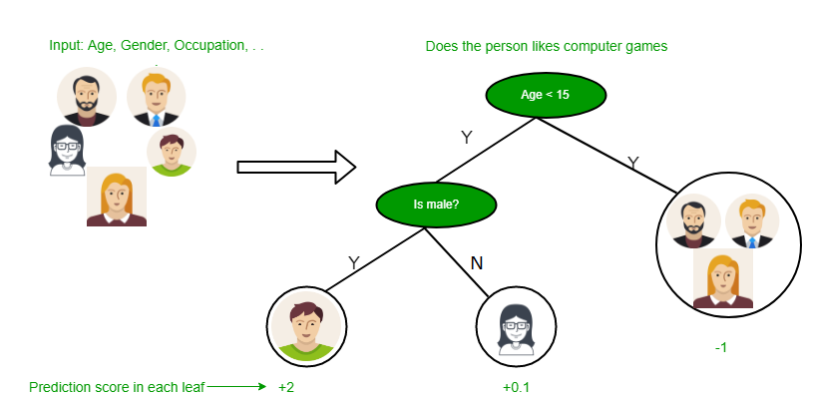 Input: Age, Gender, Occupation, . . .
Does the person likes computer games
Age < 15
Y
Y
Is male?
Y
N
-1
Prediction score in each leaf
+2
+0.1